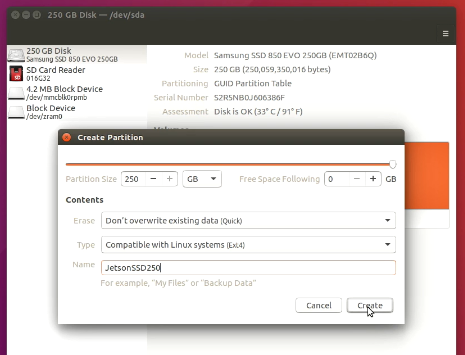 250 GB Disk — /dev/sda
250 GB Disk
Samsung SSD 850 EVO 250GB
SD Card Reader
016G32
4.2 MB Block Device
/dev/mmcblk0rpmb
Block Device
/dev/zram0
Model Samsung SSD 850 EVO 250GB (EMT02B6Q)
Size 250 GB (250,059,350,016 bytes)
Partitioning GUID Partition Table
Serial Number S2R5NB0J606386F
Assessment Disk is OK (33° C / 91° F)
Volumes
Create Partition
Partition Size 250 − + GB Free Space Following 0 − + GB
Contents
Erase Don't overwrite existing data (Quick)
Type Compatible with Linux systems (Ext4)
Name JetsonSSD250
For example, "My Files" or "Backup Data"
Cancel Create